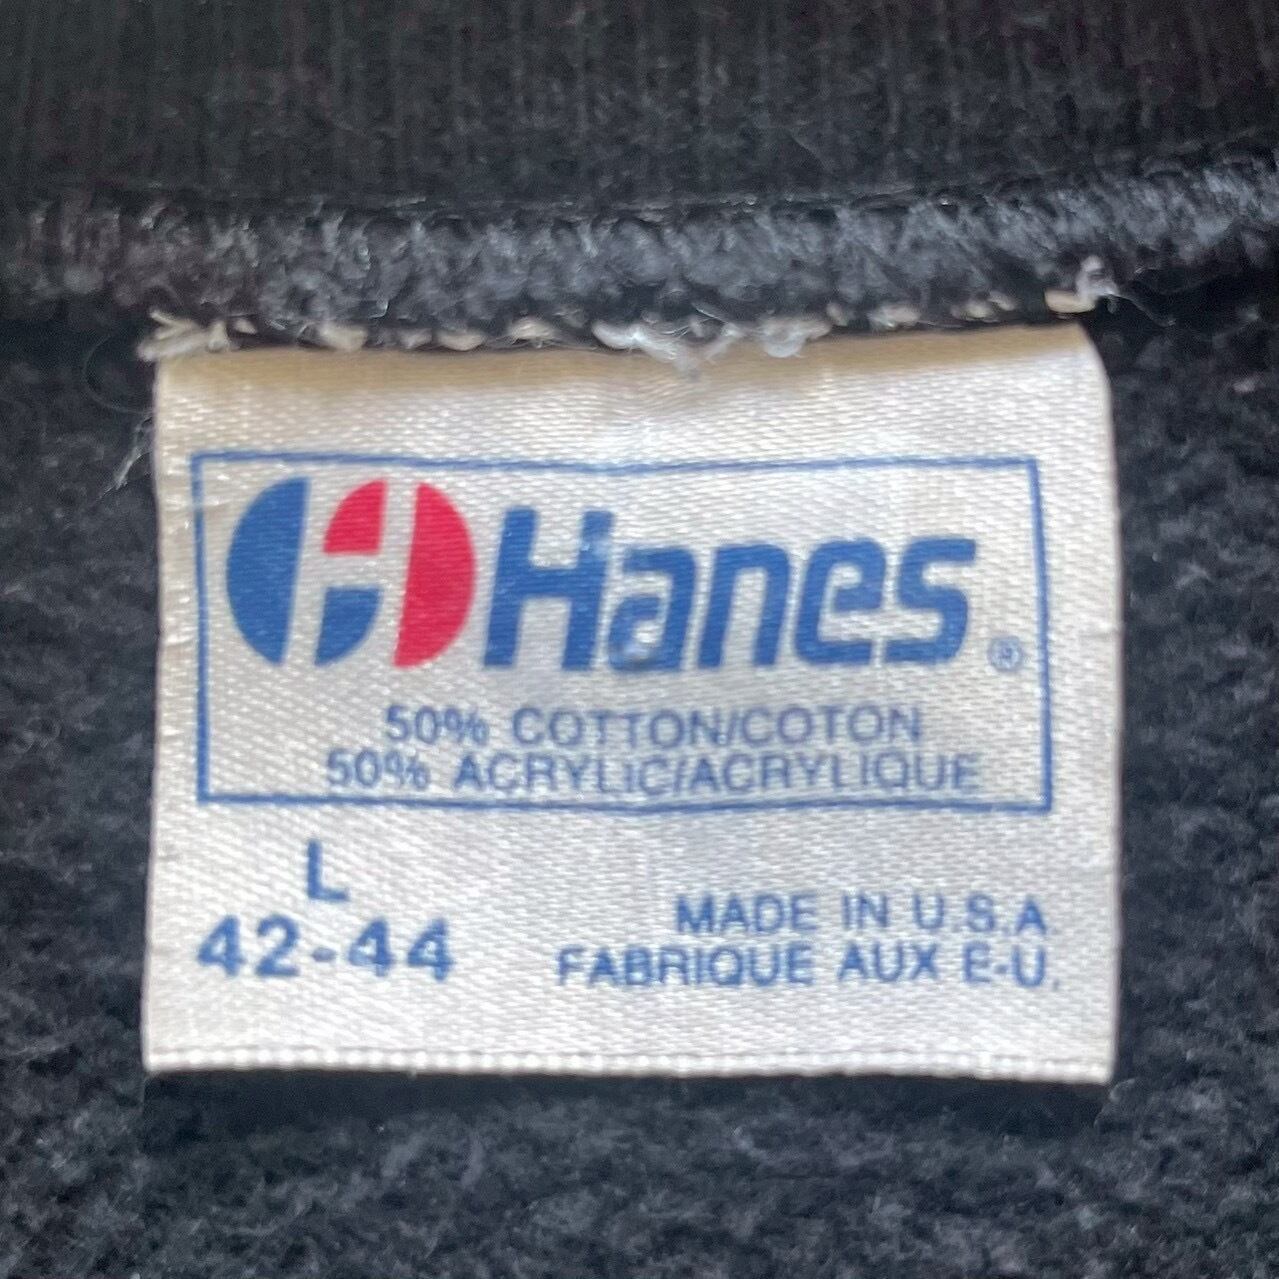 Hanes®
50% COTTON/COTON
50% ACRYLIC/ACRYLIQUE
L
42-44
MADE IN U.S.A.
FABRIQUE AUX E-U.